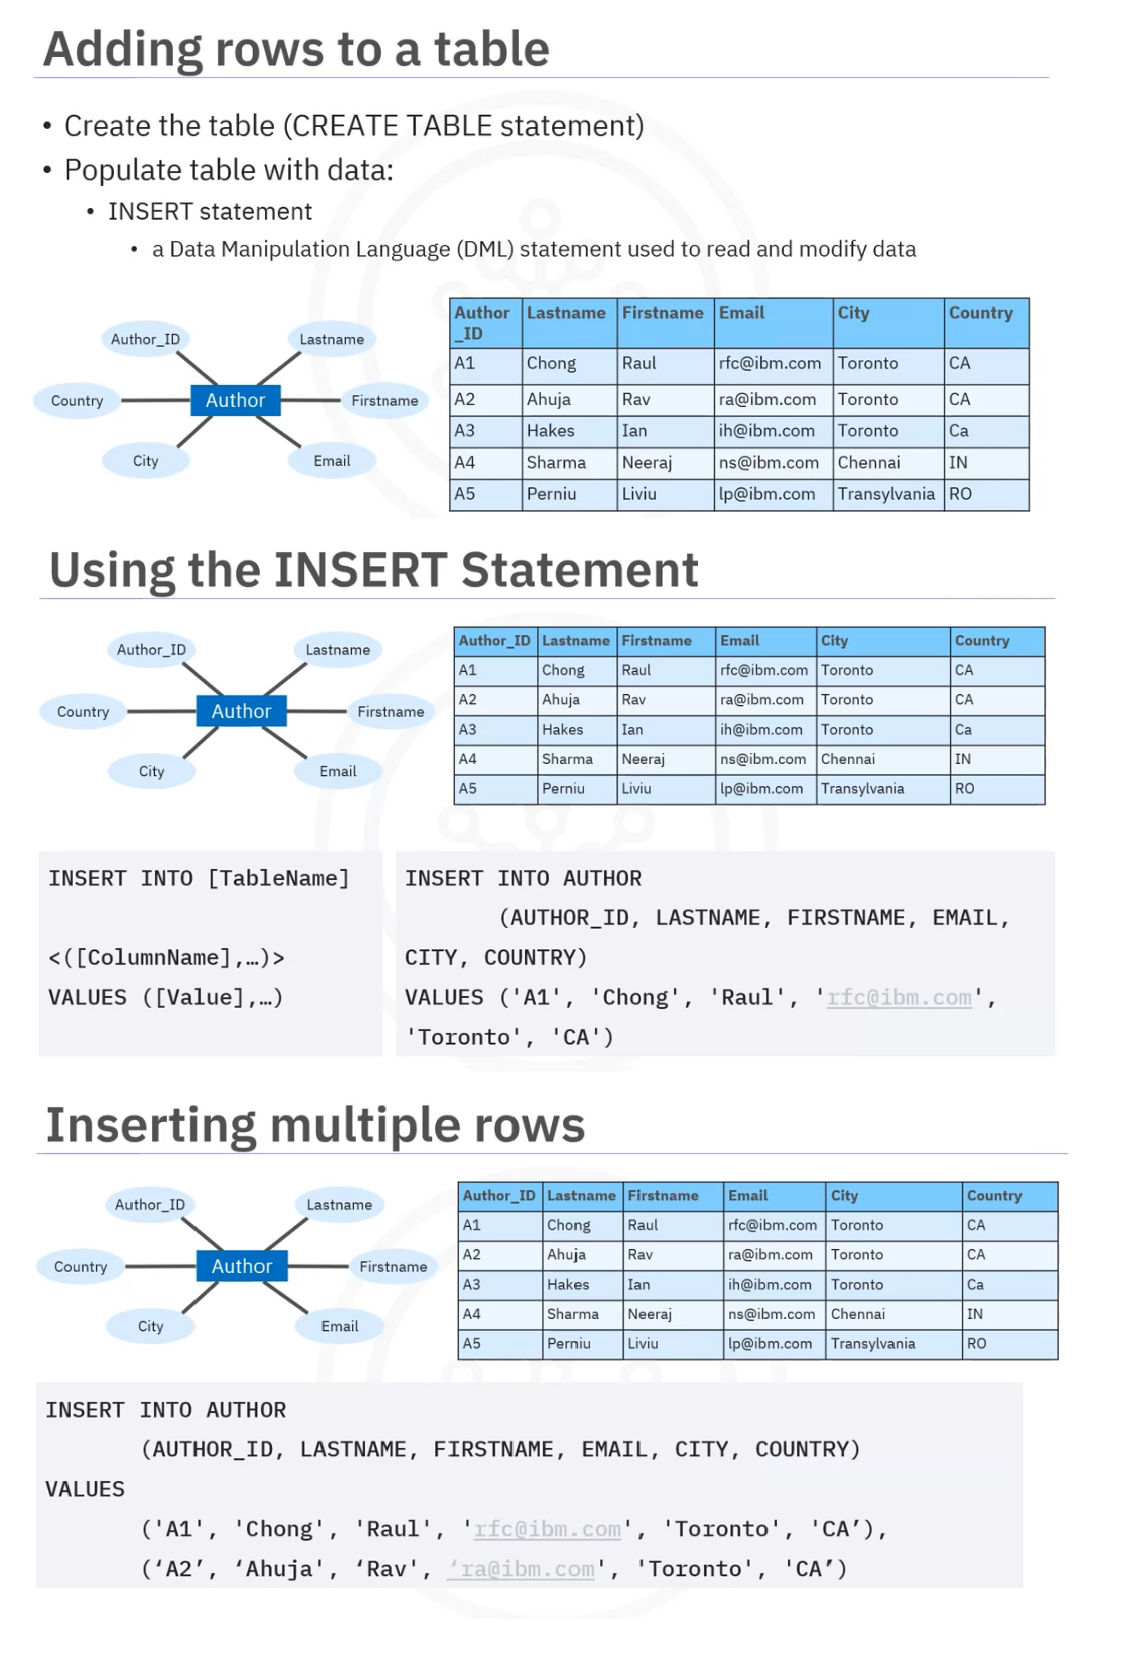 Adding rows to a table
• Create the table (CREATE TABLE statement)
• Populate table with data:
• INSERT statement
• a Data Manipulation Language (DML) statement used to read and modify data
Author_ID
Lastname
Country
Author
Firstname
City
Email
Author _ID Lastname Firstname Email City Country
A1 Chong Raul rfc@ibm.com Toronto CA
A2 Ahuja Rav ra@ibm.com Toronto CA
A3 Hakes Ian ih@ibm.com Toronto Ca
A4 Sharma Neeraj ns@ibm.com Chennai IN
A5 Perniu Liviu lp@ibm.com Transylvania RO
Using the INSERT Statement
Author_ID
Lastname
Country
Author
Firstname
City
Email
Author_ID Lastname Firstname Email City Country
A1 Chong Raul rfc@ibm.com Toronto CA
A2 Ahuja Rav ra@ibm.com Toronto CA
A3 Hakes Ian ih@ibm.com Toronto Ca
A4 Sharma Neeraj ns@ibm.com Chennai IN
A5 Perniu Liviu lp@ibm.com Transylvania RO
INSERT INTO [TableName]
<([ColumnName],…)>
VALUES ([Value],…)
INSERT INTO AUTHOR
(AUTHOR_ID, LASTNAME, FIRSTNAME, EMAIL,
CITY, COUNTRY)
VALUES ('A1', 'Chong', 'Raul', 'rfc@ibm.com',
'Toronto', 'CA')
Inserting multiple rows
Author_ID
Lastname
Country
Author
Firstname
City
Email
Author_ID Lastname Firstname Email City Country
A1 Chong Raul rfc@ibm.com Toronto CA
A2 Ahuja Rav ra@ibm.com Toronto CA
A3 Hakes Ian ih@ibm.com Toronto Ca
A4 Sharma Neeraj ns@ibm.com Chennai IN
A5 Perniu Liviu lp@ibm.com Transylvania RO
INSERT INTO AUTHOR
(AUTHOR_ID, LASTNAME, FIRSTNAME, EMAIL, CITY, COUNTRY)
VALUES
('A1', 'Chong', 'Raul', 'rfc@ibm.com', 'Toronto', 'CA’),
(‘A2’, ‘Ahuja', ‘Rav', ‘ra@ibm.com', 'Toronto', 'CA’)